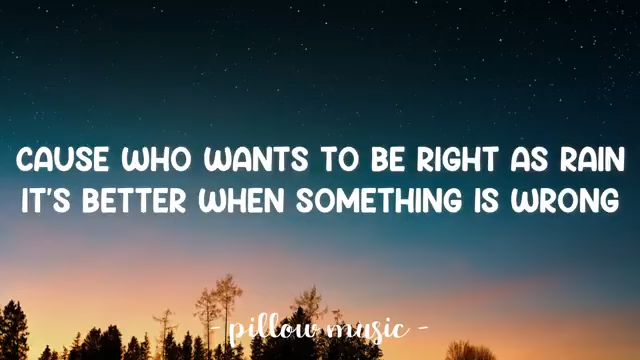 CAUSE WHO WANTS TO BE RIGHT AS RAIN
IT'S BETTER WHEN SOMETHING IS WRONG
- pillow music -